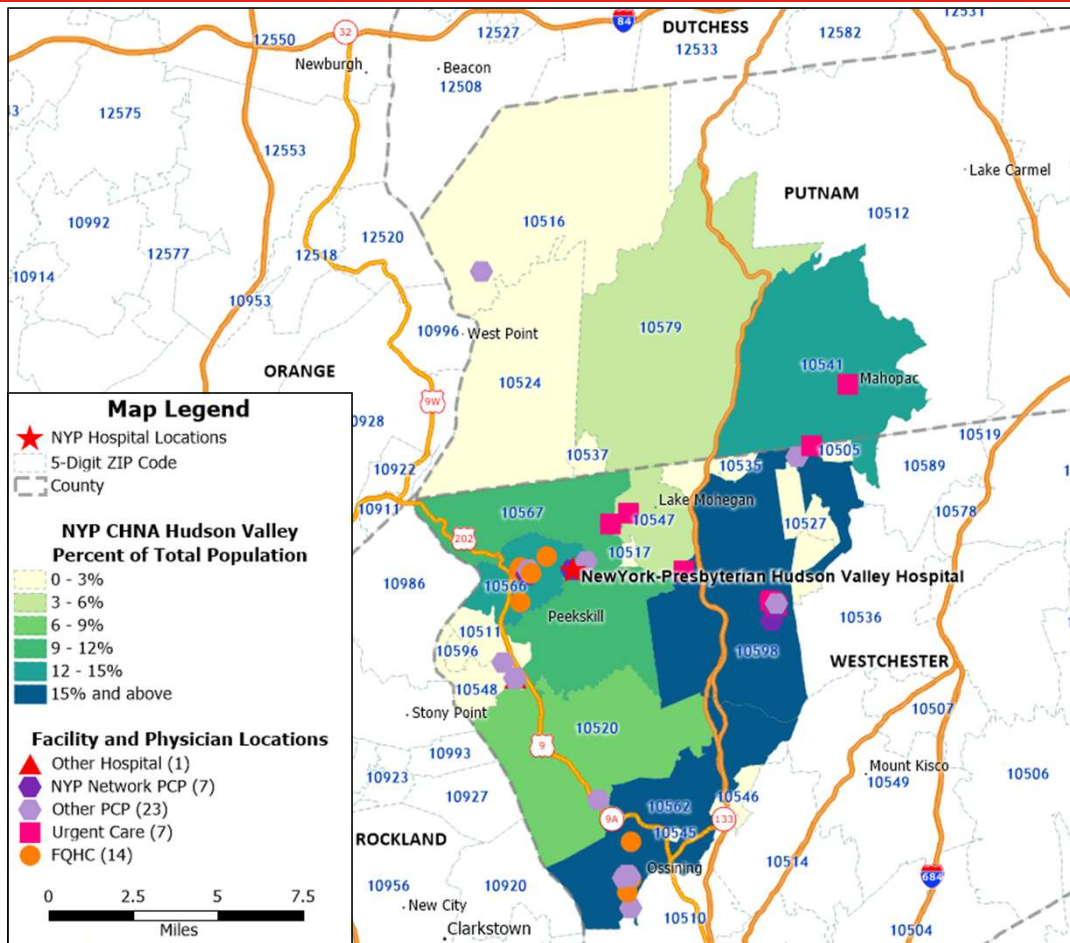 84
DUTCHESS
12531
12550
32
12527
12533
12582
Newburgh
Beacon
12508
12575
12553
Lake Carmel
PUTNAM
10992
10516
10512
12577
12520
12518
10914
10953
10579
10996
West Point
10541
ORANGE
10524
Mahopac
Map Legend
9W
NYP Hospital Locations
5-Digit ZIP Code
County
0928
10922
10537
10535
10505
10519
10589
Lake Mohegan
10911
10567
10547
10527
10578
NYP CHNA Hudson Valley
Percent of Total Population
202
10517
0 - 3%
3 - 6%
6 - 9%
9 - 12%
12 - 15%
15% and above
10986
10566
NewYork-Presbyterian Hudson Valley Hospital
Peekskill
10536
10511
10596
10598
WESTCHESTER
10548
Stony Point
10507
10520
Facility and Physician Locations
Other Hospital (1)
NYP Network PCP (7)
Other PCP (23)
Urgent Care (7)
FQHC (14)
9
10993
10923
10927
Mount Kisco
10549
10506
10562
10546
9A
133
10545
ROCKLAND
Ossining
10514
684
10956
10920
New City
10510
10504
Clarkstown
0 2.5 5 7.5
Miles